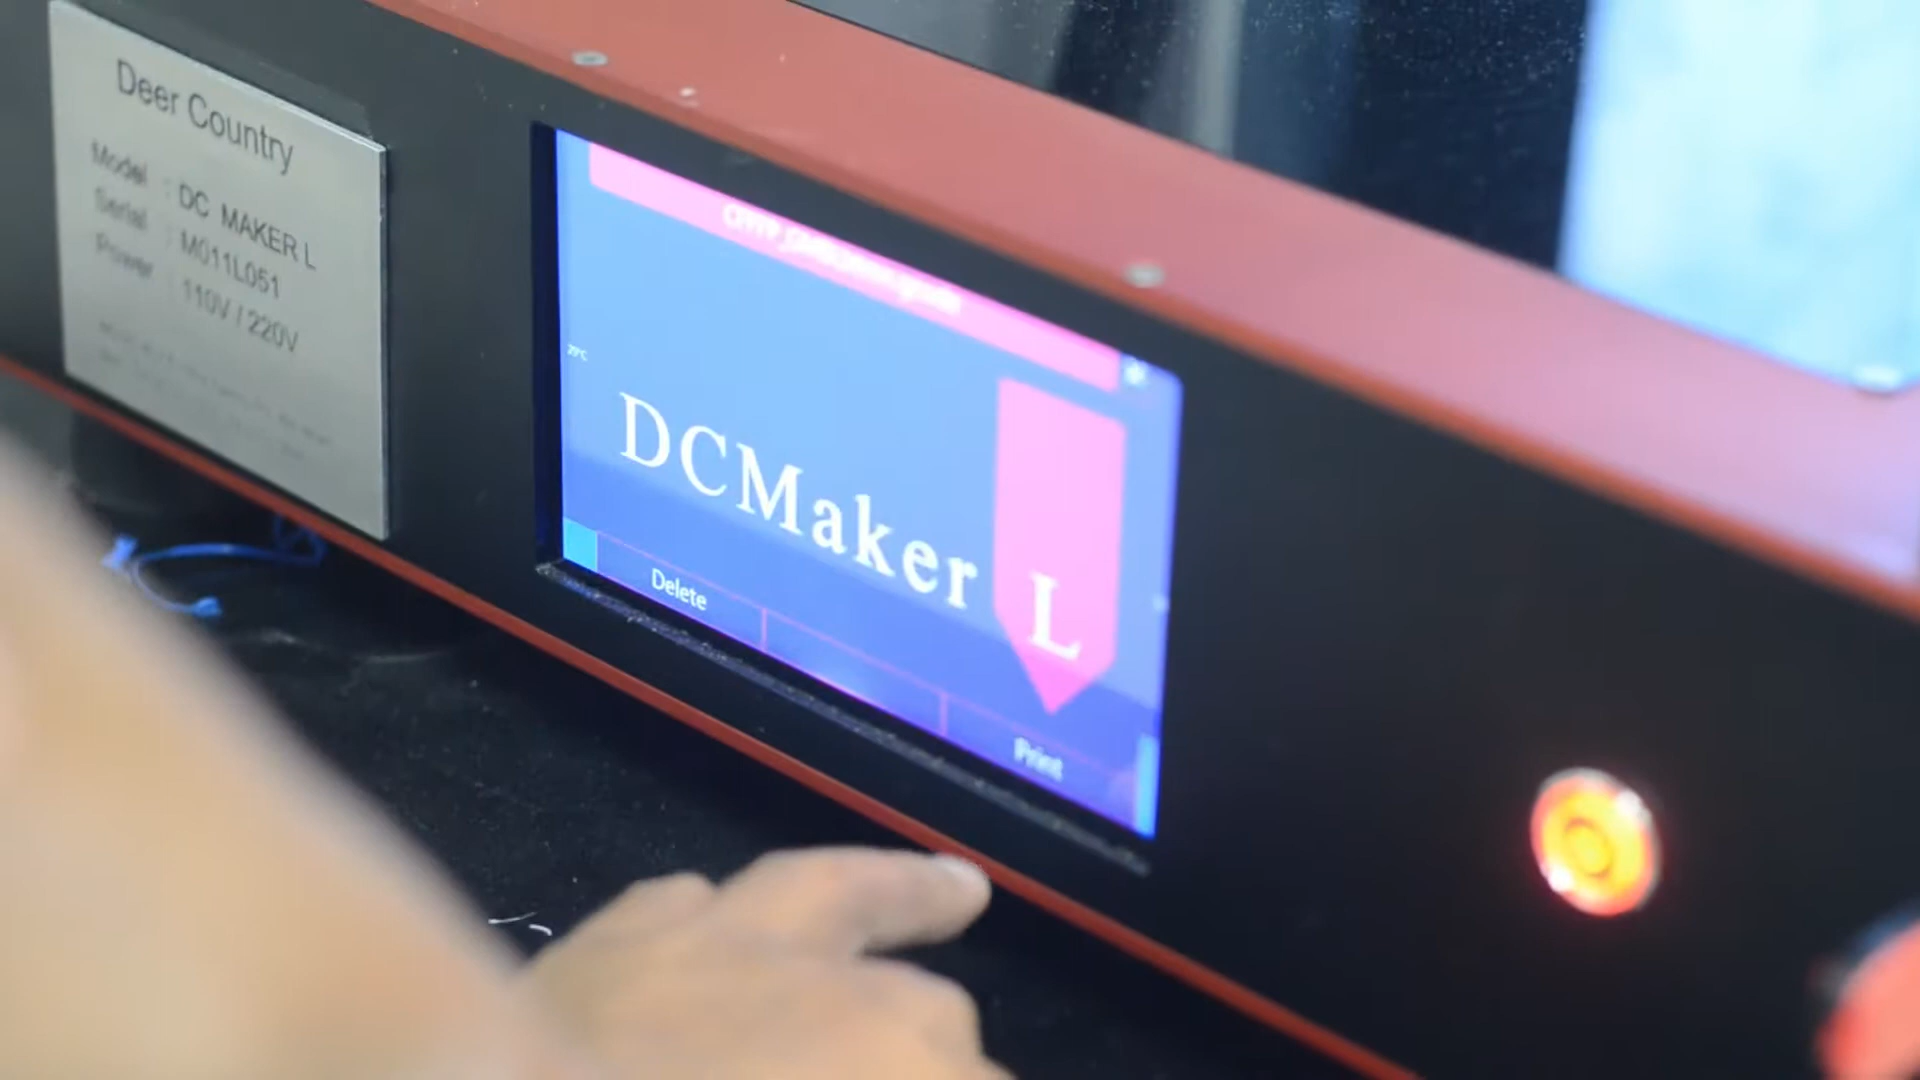 Deer Country
Model : DC MAKER L
Serial : M011L051
Power : 110V / 220V
DCMaker L
Delete
Print